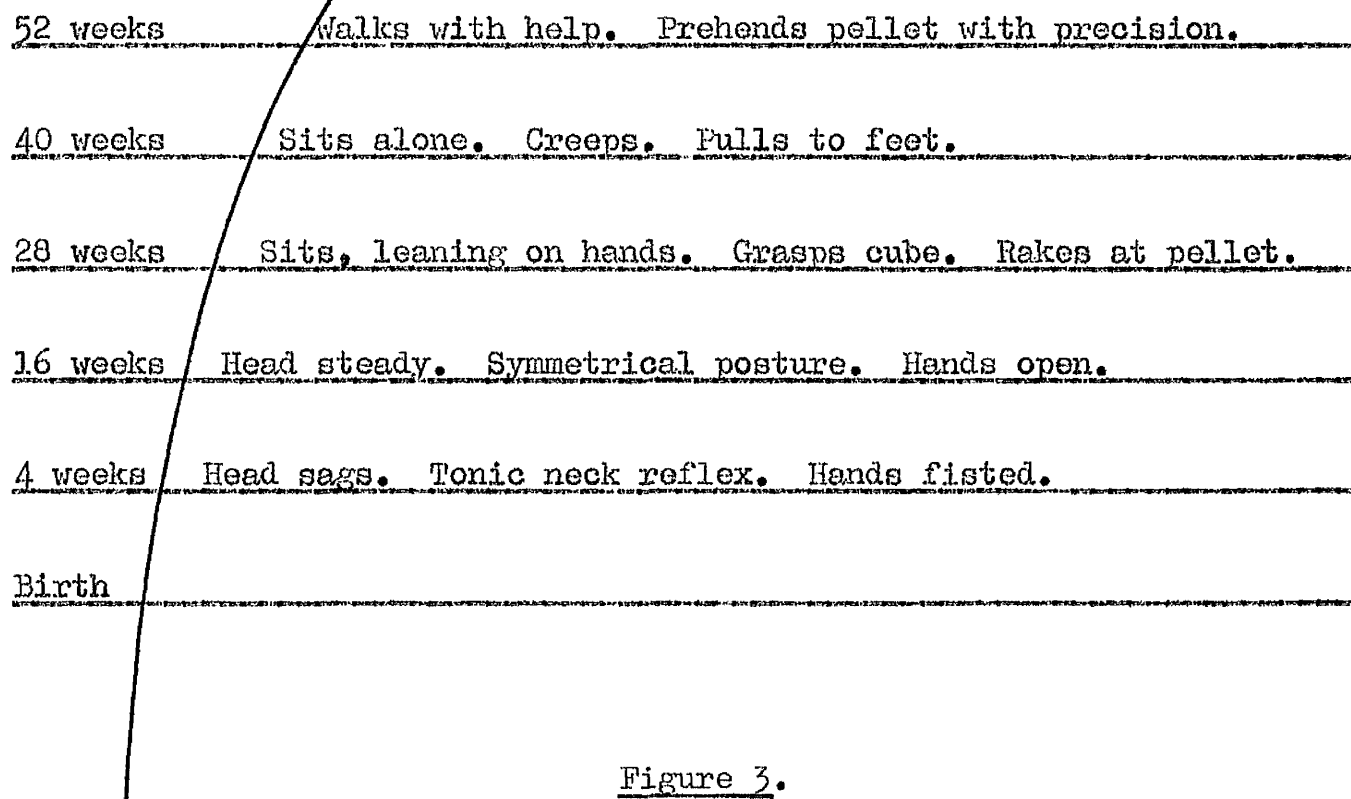 52 weeks Walks with help. Prehends pellet with precision.
40 weeks Sits alone. Creeps. Pulls to feet.
28 weeks Sits, leaning on hands. Grasps cube. Rakes at pellet.
16 weeks Head steady. Symmetrical posture. Hands open.
4 weeks Head sags. Tonic neck reflex. Hands fisted.
Birth
Figure 3.